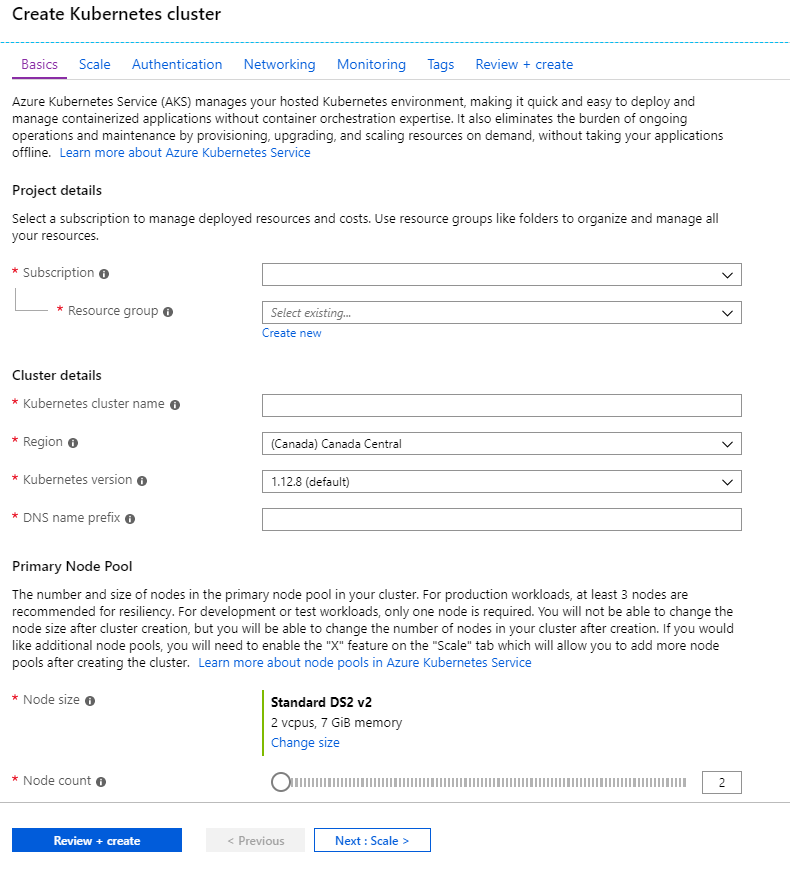 Create Kubernetes cluster
Basics Scale Authentication Networking Monitoring Tags Review + create
Azure Kubernetes Service (AKS) manages your hosted Kubernetes environment, making it quick and easy to deploy and
manage containerized applications without container orchestration expertise. It also eliminates the burden of ongoing
operations and maintenance by provisioning, upgrading, and scaling resources on demand, without taking your applications
offline. Learn more about Azure Kubernetes Service
Project details
Select a subscription to manage deployed resources and costs. Use resource groups like folders to organize and manage all
your resources.
* Subscription
* Resource group Select existing...
Create new
Cluster details
* Kubernetes cluster name
* Region (Canada) Canada Central
* Kubernetes version 1.12.8 (default)
* DNS name prefix
Primary Node Pool
The number and size of nodes in the primary node pool in your cluster. For production workloads, at least 3 nodes are
recommended for resiliency. For development or test workloads, only one node is required. You will not be able to change the
node size after cluster creation, but you will be able to change the number of nodes in your cluster after creation. If you would
like additional node pools, you will need to enable the "X" feature on the "Scale" tab which will allow you to add more node
pools after creating the cluster. Learn more about node pools in Azure Kubernetes Service
* Node size Standard DS2 v2
2 vcpus, 7 GiB memory
Change size
* Node count 2
Review + create < Previous Next : Scale >